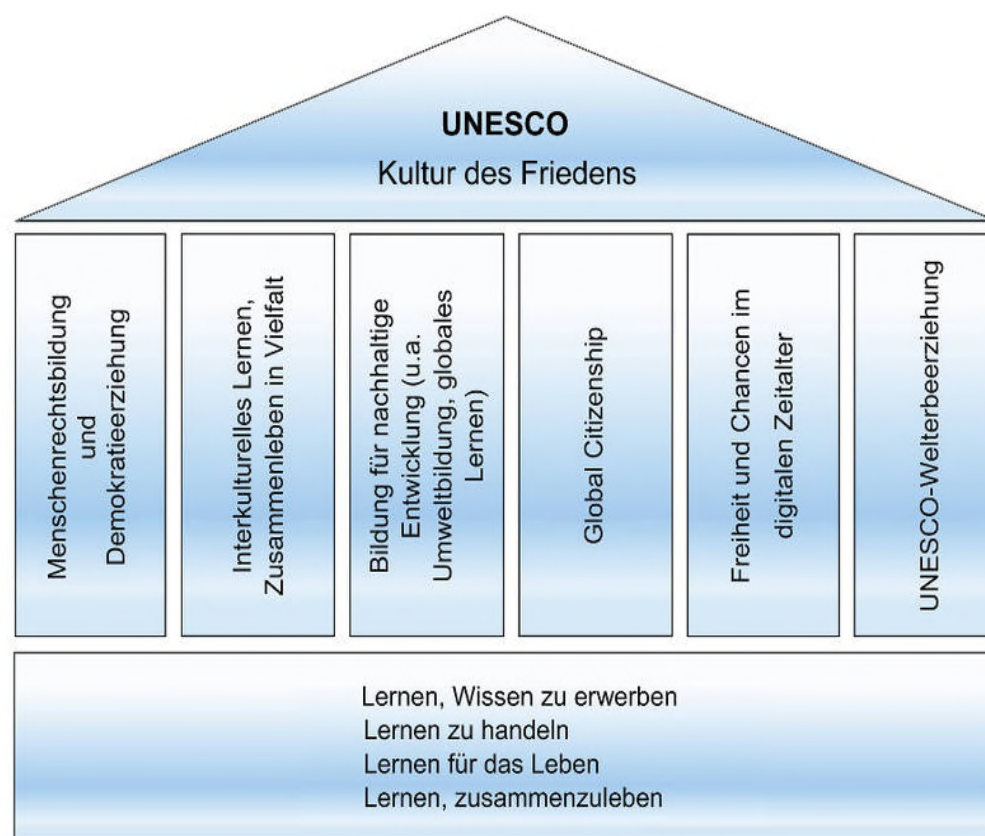 UNESCO
Kultur des Friedens
Menschenrechtsbildung
und
Demokratieerziehung
Interkulturelles Lernen,
Zusammenleben in Vielfalt
Bildung für nachhaltige
Entwicklung (u.a.
Umweltbildung, globales
Lernen)
Global Citizenship
Freiheit und Chancen im
digitalen Zeitalter
UNESCO-Welterbeerziehung
Lernen, Wissen zu erwerben
Lernen zu handeln
Lernen für das Leben
Lernen, zusammenzuleben